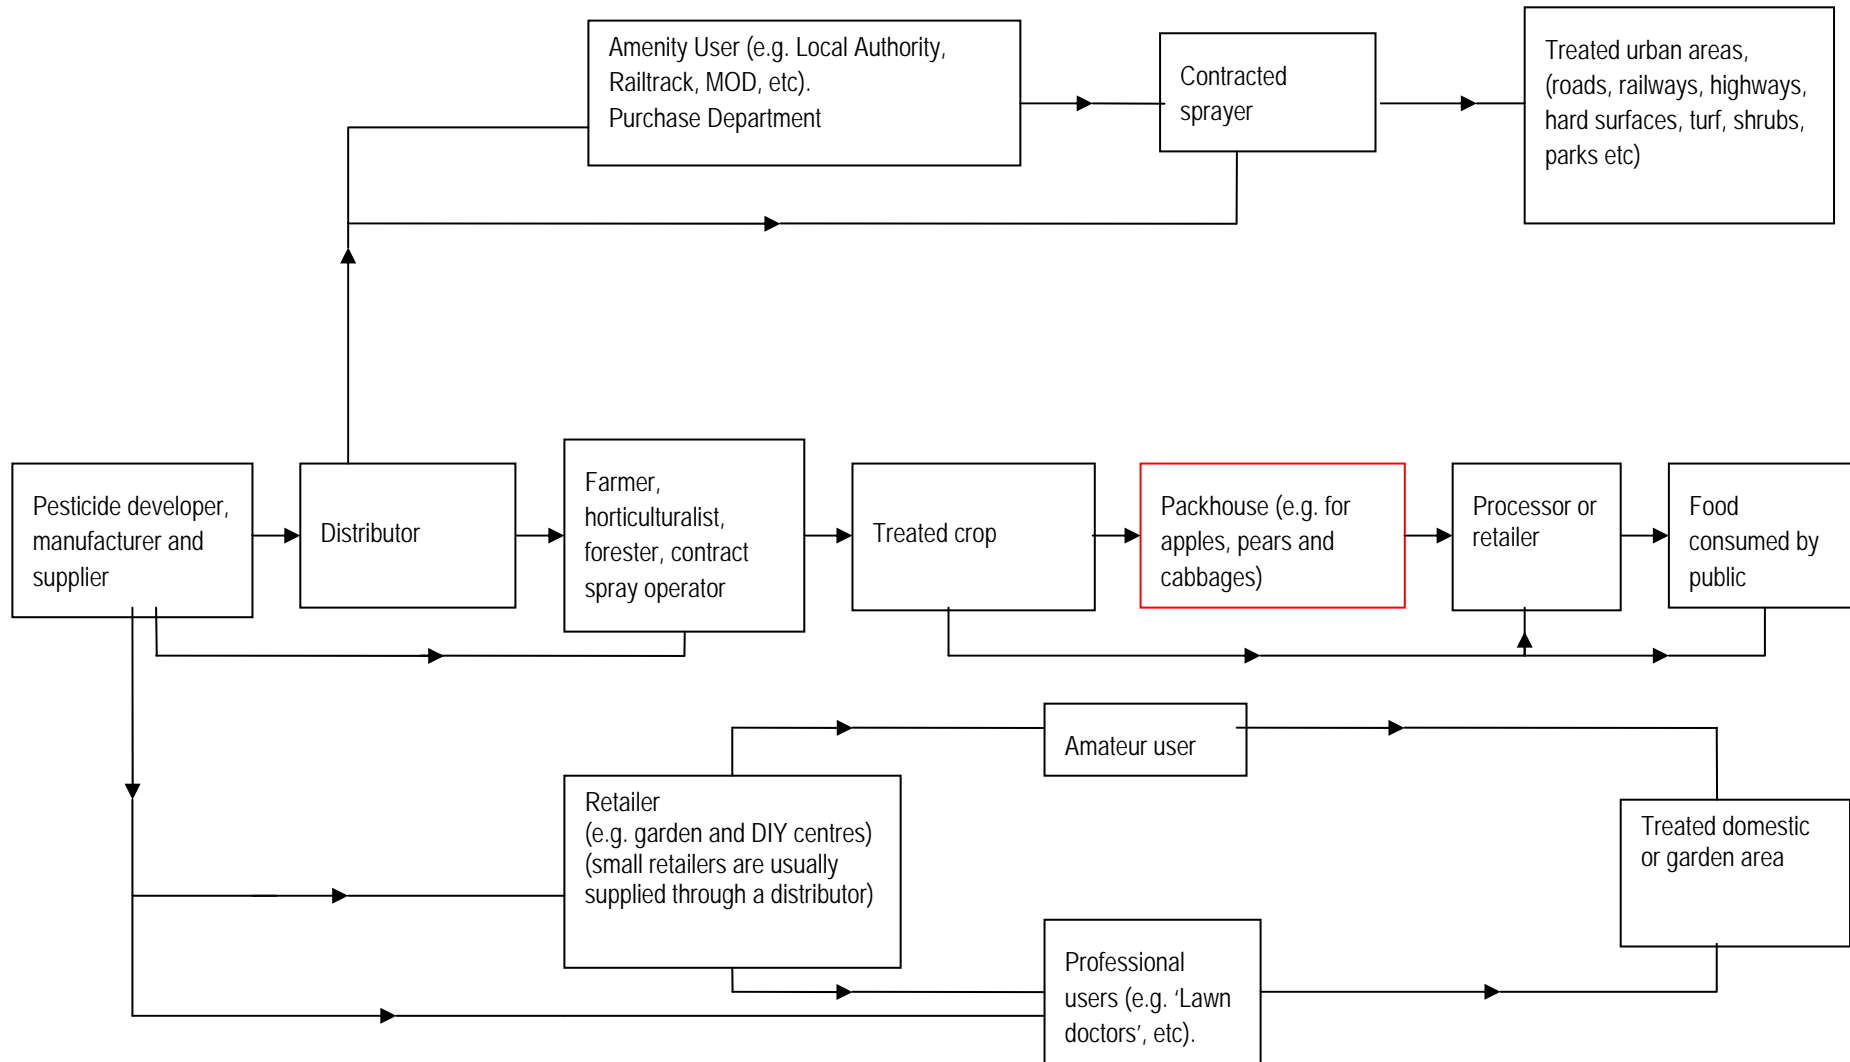 Amenity User (e.g. Local Authority,
Railtrack, MOD, etc).
Purchase Department
Contracted
sprayer
Treated urban areas,
(roads, railways, highways,
hard surfaces, turf, shrubs,
parks etc)
Pesticide developer,
manufacturer and
supplier
Distributor
Farmer,
horticulturalist,
forester, contract
spray operator
Treated crop
Packhouse (e.g. for
apples, pears and
cabbages)
Processor or
retailer
Food
consumed by
public
Amateur user
Retailer
(e.g. garden and DIY centres)
(small retailers are usually
supplied through a distributor)
Treated domestic
or garden area
Professional
users (e.g. ‘Lawn
doctors’, etc).